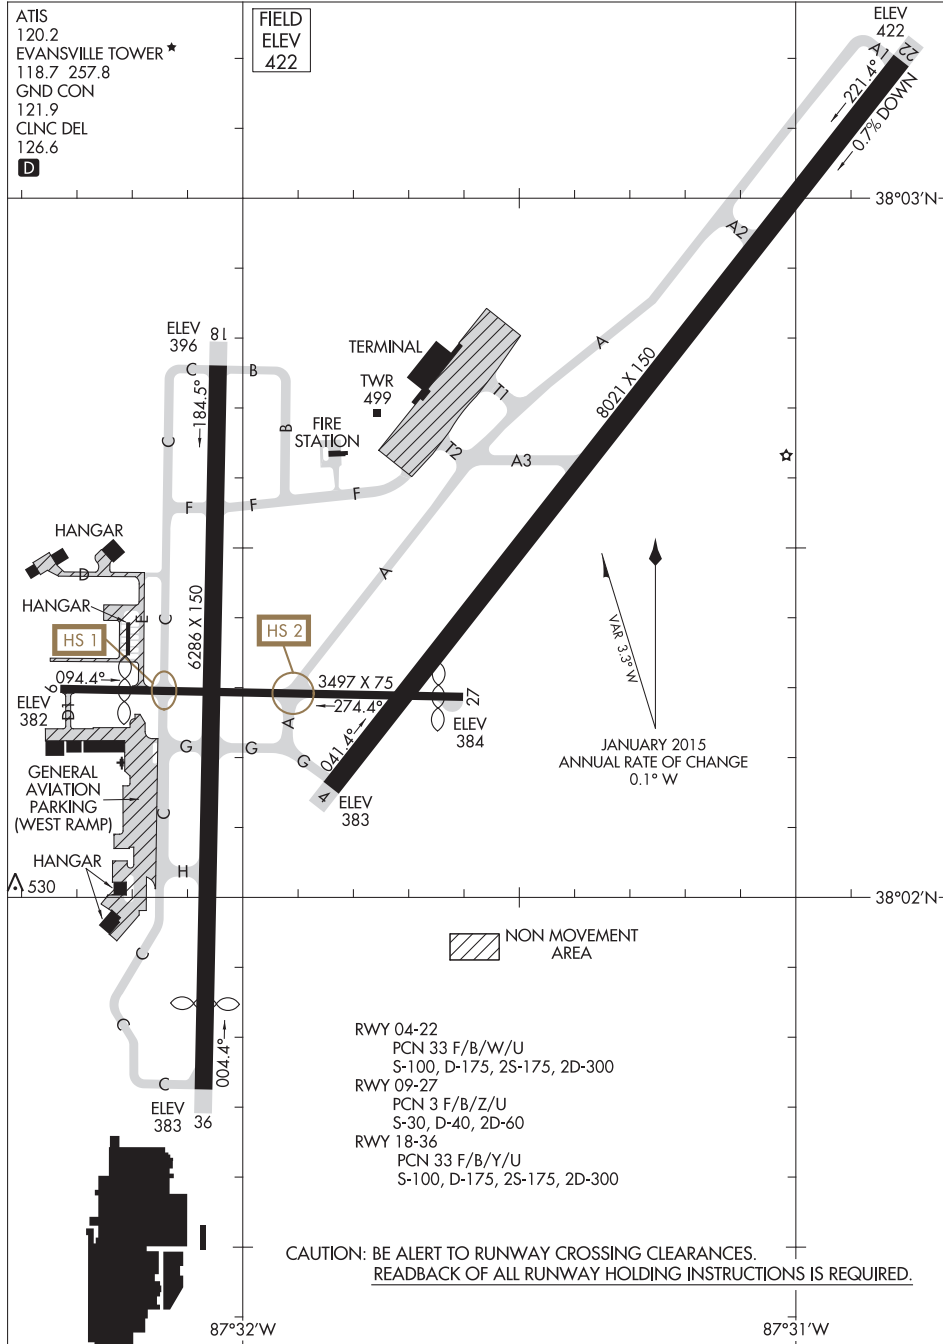 ATIS
120.2
EVANSVILLE TOWER ★
118.7 257.8
GND CON
121.9
CLNC DEL
126.6
D
FIELD
ELEV
422
ELEV
422
22
A1
221.4°
0.7% DOWN
38°03'N
A2
A
8021 X 150
ELEV
396
18
C
B
184.5°
TERMINAL
TWR
499
T1
FIRE
STATION
B
C
T2
A3
F
F
F
HANGAR
D
A
HANGAR
E
C
6286 X 150
HS 1
HS 2
VAR 3.3° W
094.4°
3497 X 75
274.4°
9
27
ELEV
382
D1
A
ELEV
384
G
G
G
041.4°
4
ELEV
383
JANUARY 2015
ANNUAL RATE OF CHANGE
0.1° W
GENERAL
AVIATION
PARKING
(WEST RAMP)
C
HANGAR
H
530
38°02'N
NON MOVEMENT
AREA
C
C
C
004.4°
ELEV
383
36
RWY 04-22
PCN 33 F/B/W/U
S-100, D-175, 2S-175, 2D-300
RWY 09-27
PCN 3 F/B/Z/U
S-30, D-40, 2D-60
RWY 18-36
PCN 33 F/B/Y/U
S-100, D-175, 2S-175, 2D-300
CAUTION: BE ALERT TO RUNWAY CROSSING CLEARANCES.
READBACK OF ALL RUNWAY HOLDING INSTRUCTIONS IS REQUIRED.
87°32'W
87°31'W